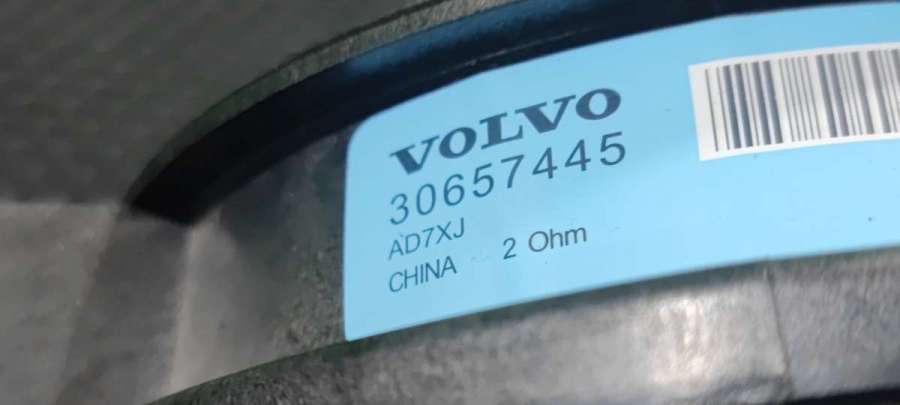 VOLVO
30657445
AD7XJ
CHINA 2 Ohm